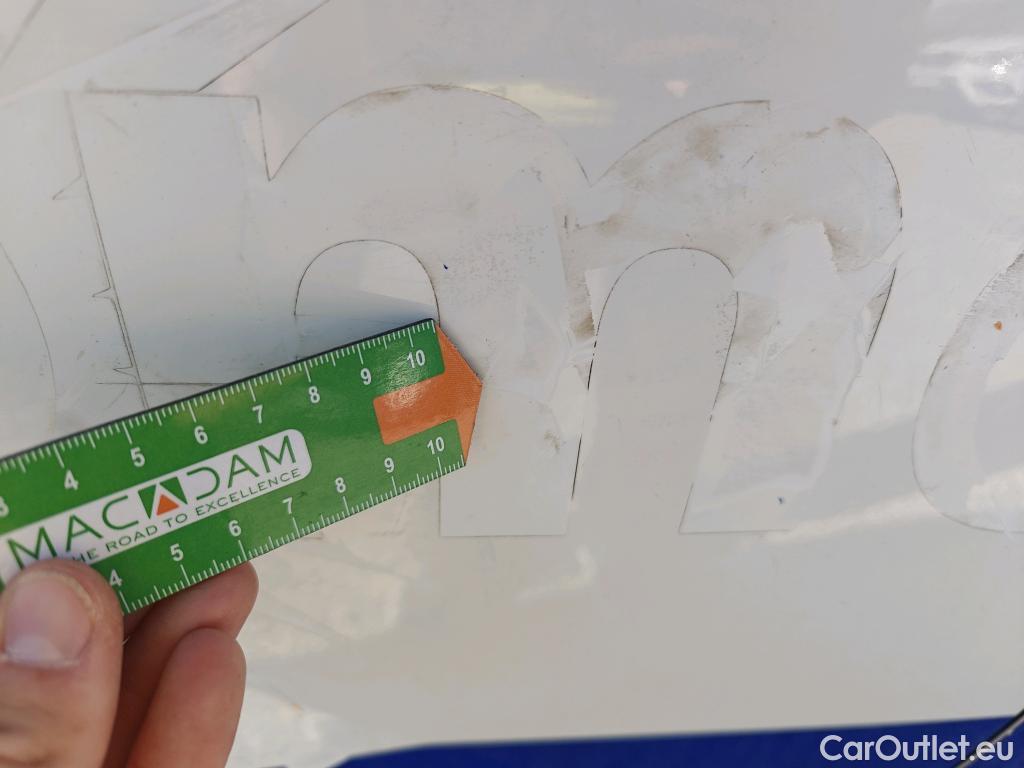 m
3 4 5 6 7 8 9 10
MACADAM
THE ROAD TO EXCELLENCE
4 5 6 7 8 9 10
CarOutlet.eu